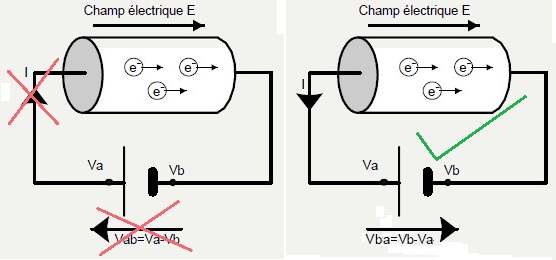 Champ électrique E
e-
e-
e-
I
Va
Vb
Vab=Va-Vb
Champ électrique E
e-
e-
e-
I
Va
Vb
Vba=Vb-Va